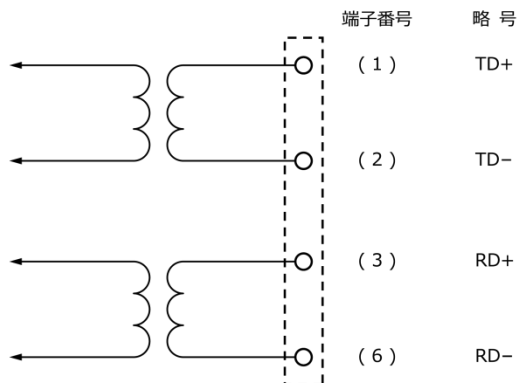 端子番号 略 号
( 1 ) TD+
( 2 ) TD−
( 3 ) RD+
( 6 ) RD−